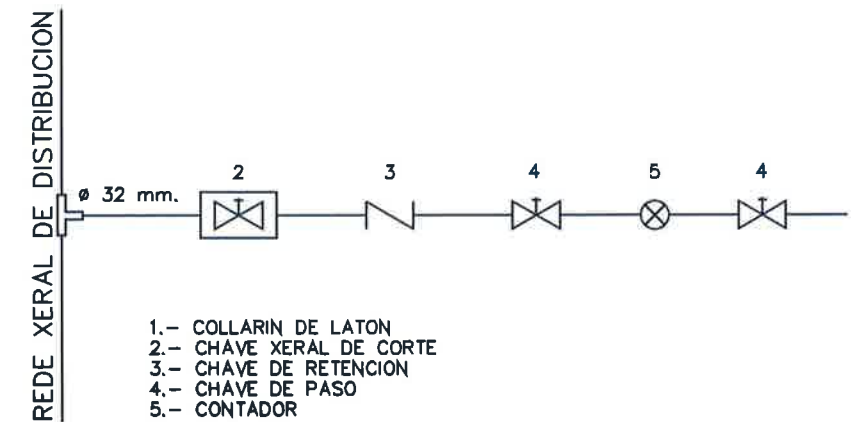 REDE XERAL DE DISTRIBUCION
2 3 4 5 4
ø 32 mm.
1.- COLLARIN DE LATON
2.- CHAVE XERAL DE CORTE
3.- CHAVE DE RETENCION
4.- CHAVE DE PASO
5.- CONTADOR